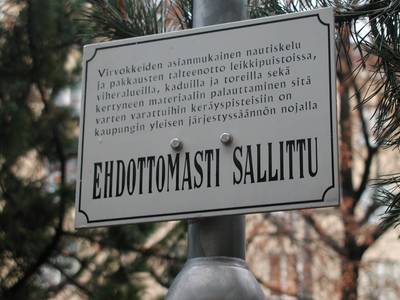 Virvokkeiden asianmukainen nautiskelu
ja pakkausten talteenotto leikkipuistoissa,
viheralueilla, kaduilla ja toreilla sekä
kertyneen materiaalin palauttaminen sitä
varten varattuihin keräyspisteisiin on
kaupungin yleisen järjestyssäännön nojalla
EHDOTTOMASTI SALLITTU